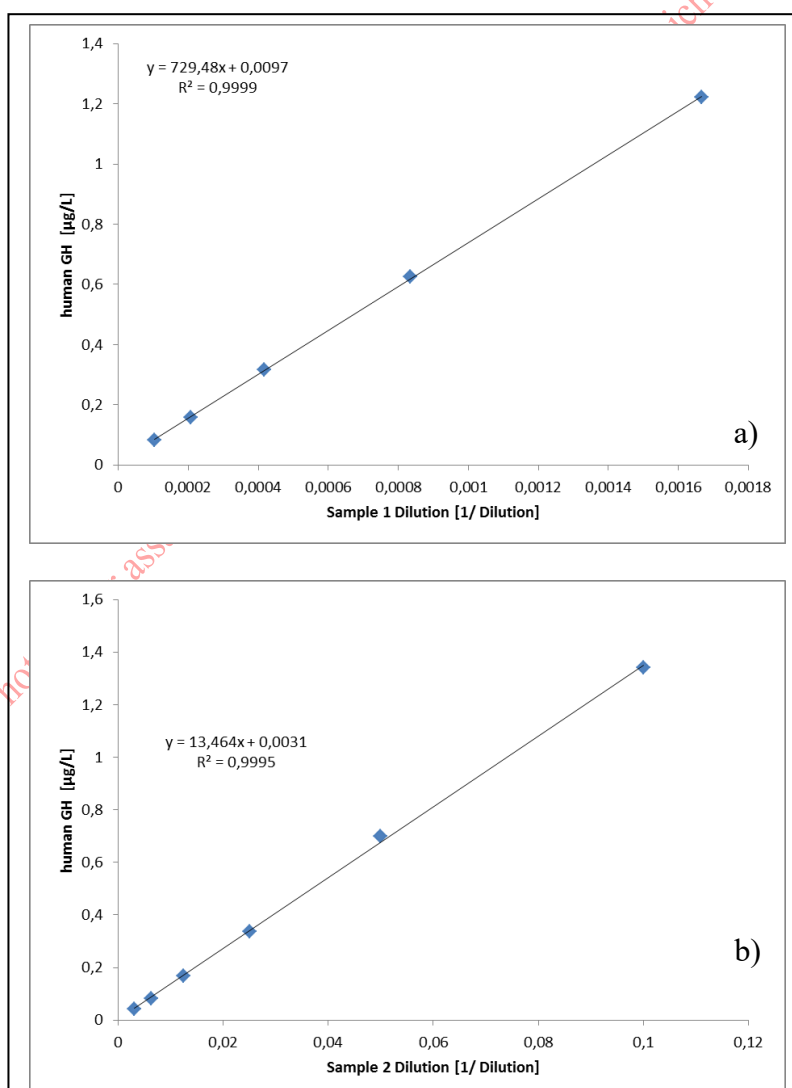 ich
y = 729,48x + 0,0097
R² = 0,9999
1,4
1,2
1
0,8
0,6
0,4
0,2
0
human GH [µg/L]
0 0,0002 0,0004 0,0006 0,0008 0,001 0,0012 0,0014 0,0016 0,0018
Sample 1 Dilution [1/ Dilution]
a)
assa
not
y = 13,464x + 0,0031
R² = 0,9995
1,6
1,4
1,2
1
0,8
0,6
0,4
0,2
0
human GH [µg/L]
0 0,02 0,04 0,06 0,08 0,1 0,12
Sample 2 Dilution [1/ Dilution]
b)